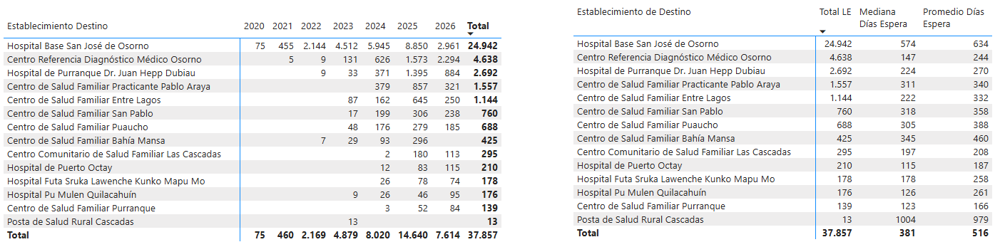 Establecimiento Destino 2020 2021 2022 2023 2024 2025 2026 Total
Hospital Base San José de Osorno 75 455 2.144 4.512 5.945 8.850 2.961 24.942
Centro Referencia Diagnóstico Médico Osorno 5 9 131 626 1.573 2.294 4.638
Hospital de Purranque Dr. Juan Hepp Dubiau 9 33 371 1.395 884 2.692
Centro de Salud Familiar Practicante Pablo Araya 379 857 321 1.557
Centro de Salud Familiar Entre Lagos 87 162 645 250 1.144
Centro de Salud Familiar San Pablo 17 199 306 238 760
Centro de Salud Familiar Puaucho 48 176 279 185 688
Centro de Salud Familiar Bahía Mansa 7 29 93 296 425
Centro Comunitario de Salud Familiar Las Cascadas 2 180 113 295
Hospital de Puerto Octay 12 83 115 210
Hospital Futa Sruka Lawenche Kunko Mapu Mo 26 78 74 178
Hospital Pu Mulen Quilacahuín 9 26 46 95 176
Centro de Salud Familiar Purranque 3 52 84 139
Posta de Salud Rural Cascadas 13 13
Total 75 460 2.169 4.879 8.020 14.640 7.614 37.857
Establecimiento de Destino Total LE Mediana Promedio Días
Días Espera Espera
Hospital Base San José de Osorno 24.942 574 634
Centro Referencia Diagnóstico Médico Osorno 4.638 147 244
Hospital de Purranque Dr. Juan Hepp Dubiau 2.692 224 270
Centro de Salud Familiar Practicante Pablo Araya 1.557 311 340
Centro de Salud Familiar Entre Lagos 1.144 222 332
Centro de Salud Familiar San Pablo 760 318 358
Centro de Salud Familiar Puaucho 688 305 388
Centro de Salud Familiar Bahía Mansa 425 345 460
Centro Comunitario de Salud Familiar Las Cascadas 295 197 208
Hospital de Puerto Octay 210 115 187
Hospital Futa Sruka Lawenche Kunko Mapu Mo 178 178 258
Hospital Pu Mulen Quilacahuín 176 126 261
Centro de Salud Familiar Purranque 139 123 166
Posta de Salud Rural Cascadas 13 1004 979
Total 37.857 381 516